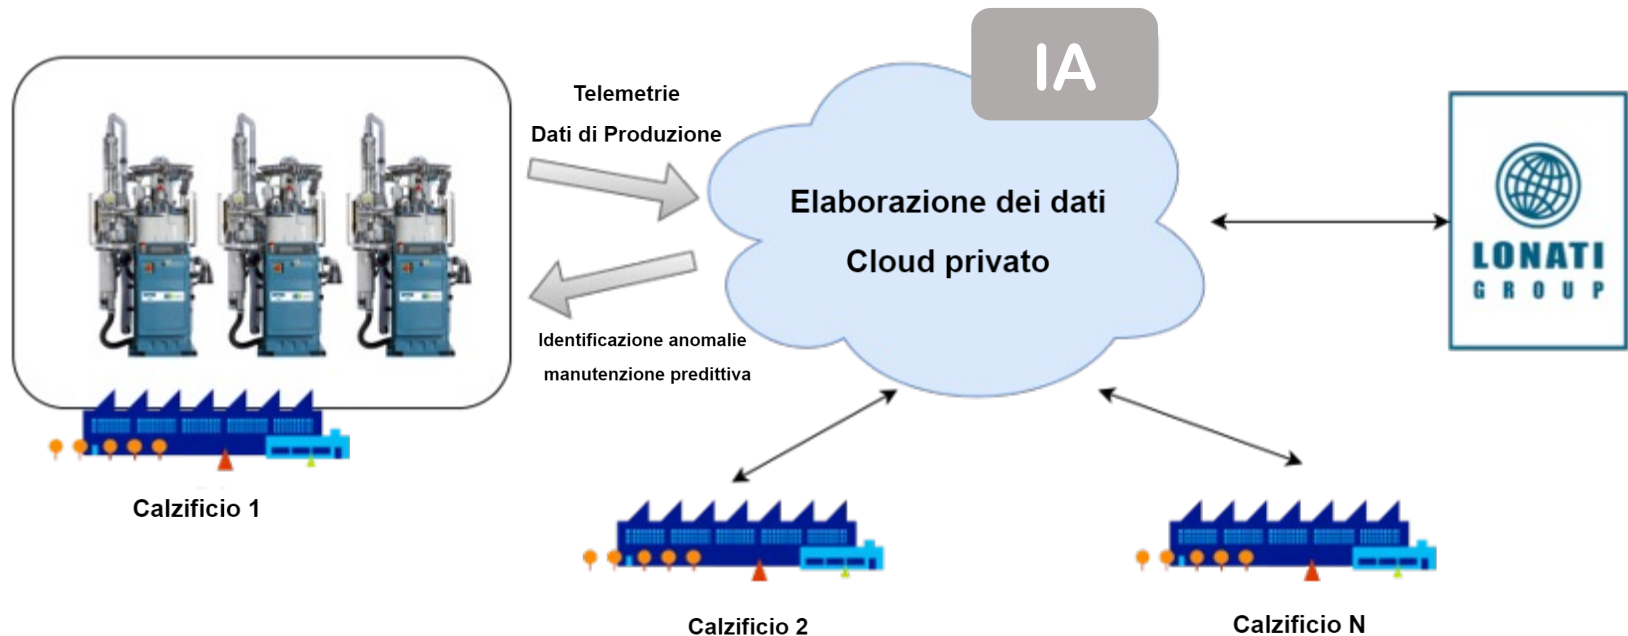 IA
Telemetrie
Dati di Produzione
Elaborazione dei dati
Cloud privato
LONATI
GROUP
Identificazione anomalie
manutenzione predittiva
Calzificio 1
Calzificio 2
Calzificio N